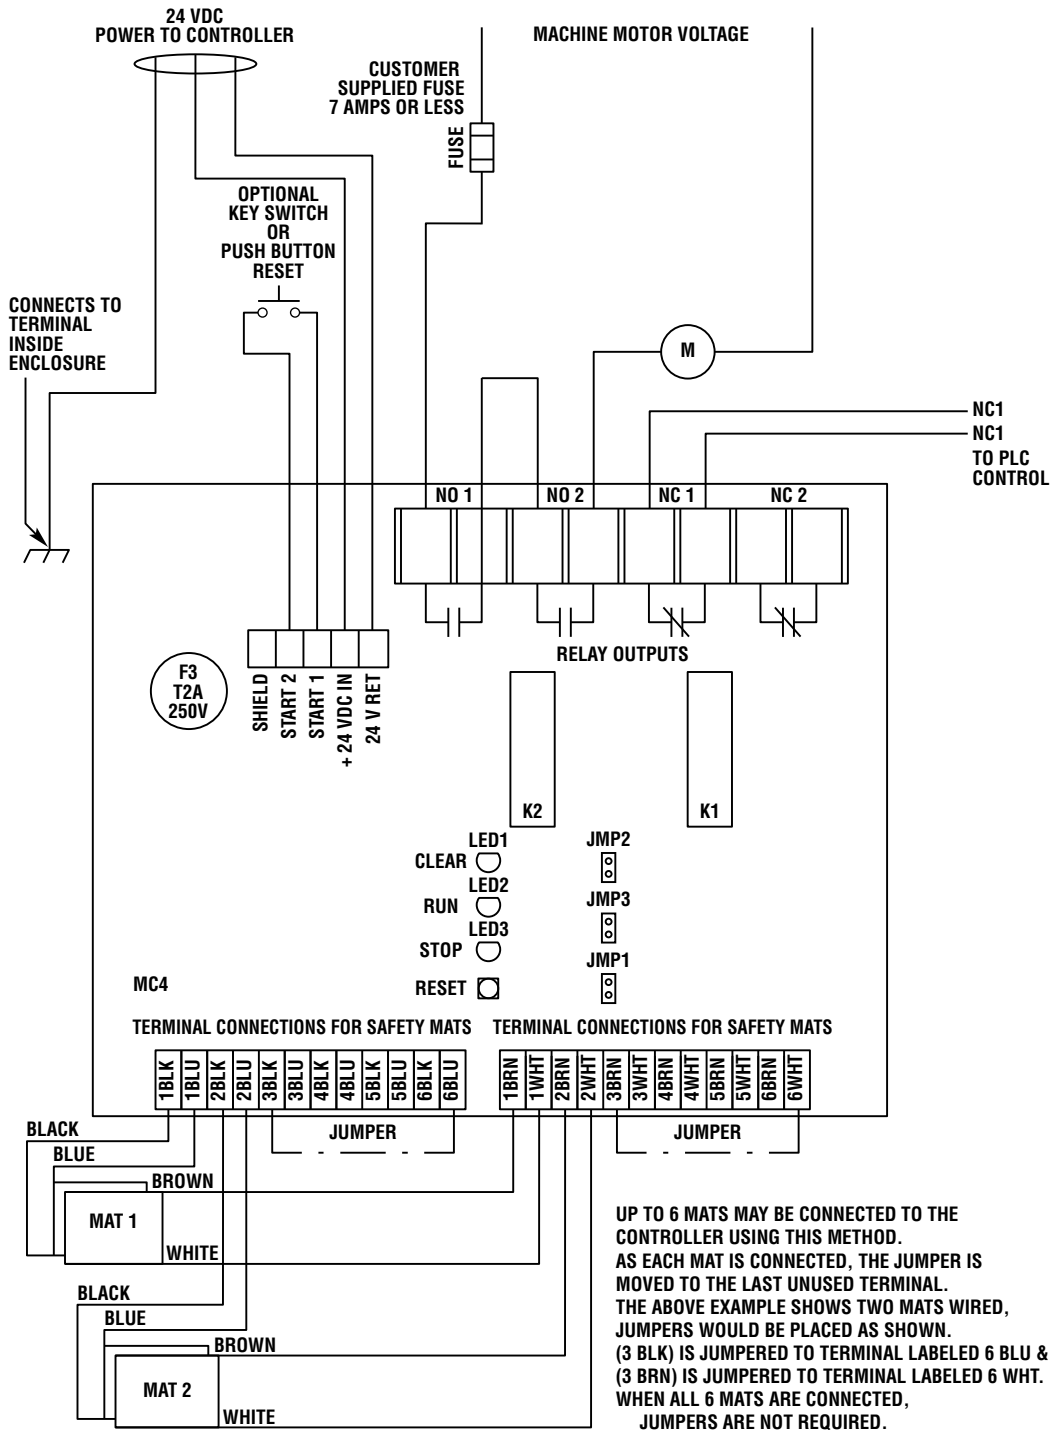 24 VDC
POWER TO CONTROLLER
MACHINE MOTOR VOLTAGE
CUSTOMER
SUPPLIED FUSE
7 AMPS OR LESS
FUSE
OPTIONAL
KEY SWITCH
OR
PUSH BUTTON
RESET
CONNECTS TO
TERMINAL
INSIDE
ENCLOSURE
M
NC1
NC1
TO PLC
CONTROL
NO 1
NO 2
NC 1
NC 2
RELAY OUTPUTS
F3
T2A
250V
SHIELD
START 2
START 1
+ 24 VDC IN
24 V RET
K2
K1
LED1
CLEAR
LED2
RUN
LED3
STOP
RESET
JMP2
JMP3
JMP1
MC4
TERMINAL CONNECTIONS FOR SAFETY MATS
TERMINAL CONNECTIONS FOR SAFETY MATS
1BLK
1BLU
2BLK
2BLU
3BLK
3BLU
4BLK
4BLU
5BLK
5BLU
6BLK
6BLU
1BRN
1WHT
2BRN
2WHT
3BRN
3WHT
4BRN
4WHT
5BRN
5WHT
6BRN
6WHT
JUMPER
JUMPER
BLACK
BLUE
BROWN
MAT 1
WHITE
BLACK
BLUE
BROWN
MAT 2
WHITE
UP TO 6 MATS MAY BE CONNECTED TO THE
CONTROLLER USING THIS METHOD.
AS EACH MAT IS CONNECTED, THE JUMPER IS
MOVED TO THE LAST UNUSED TERMINAL.
THE ABOVE EXAMPLE SHOWS TWO MATS WIRED,
JUMPERS WOULD BE PLACED AS SHOWN.
(3 BLK) IS JUMPERED TO TERMINAL LABELED 6 BLU &
(3 BRN) IS JUMPERED TO TERMINAL LABELED 6 WHT.
WHEN ALL 6 MATS ARE CONNECTED,
JUMPERS ARE NOT REQUIRED.